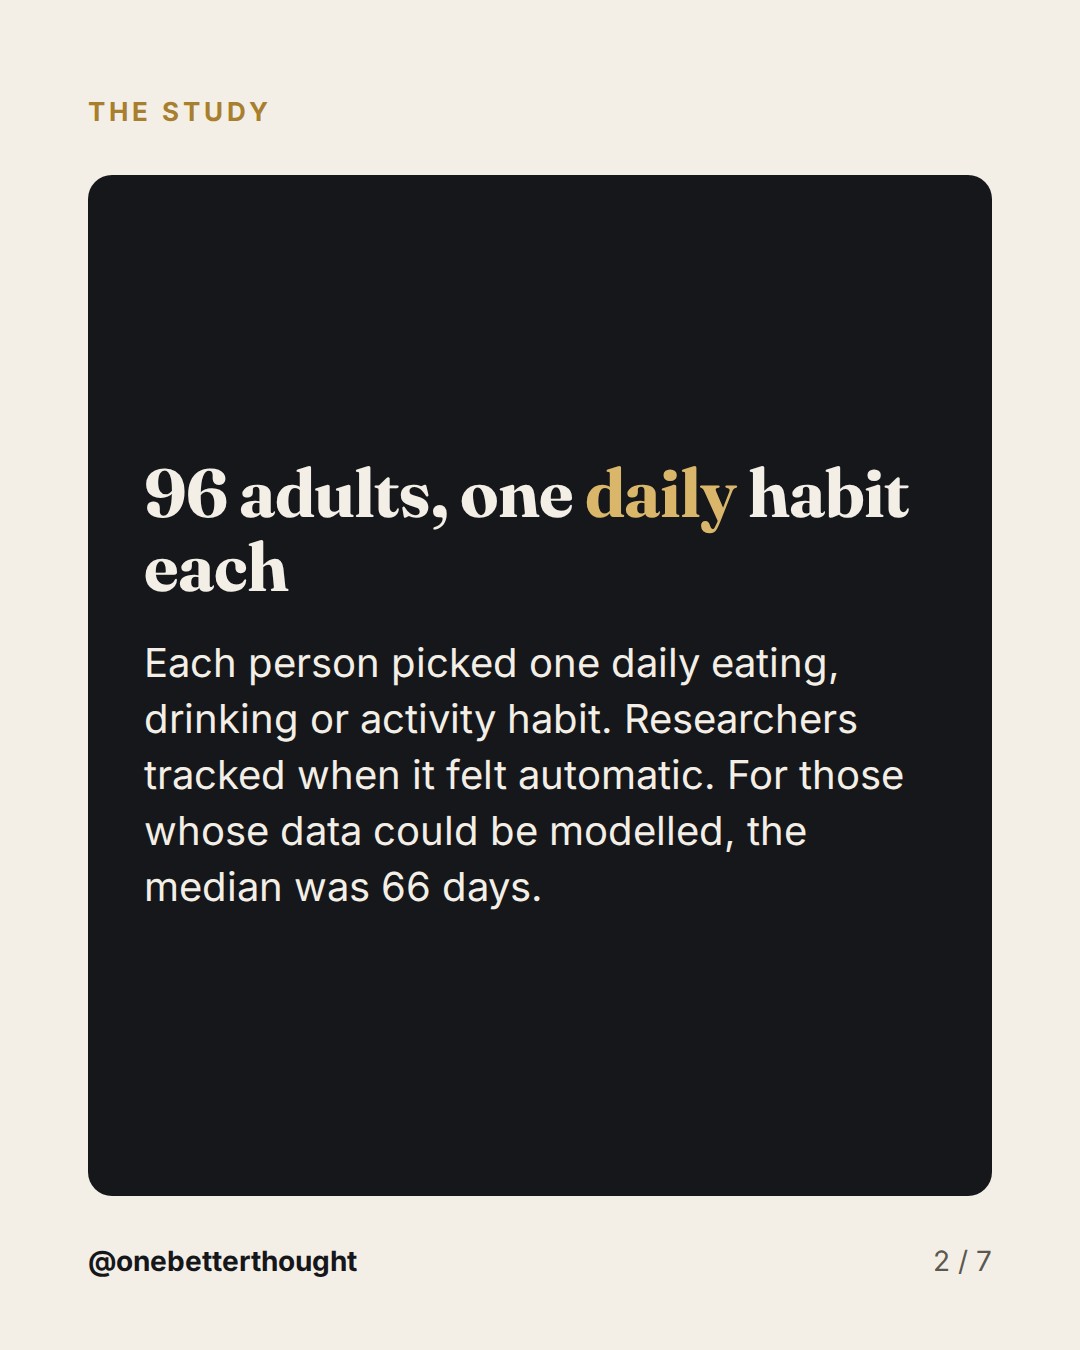 THE STUDY
96 adults, one daily habit
each
Each person picked one daily eating,
drinking or activity habit. Researchers
tracked when it felt automatic. For those
whose data could be modelled, the
median was 66 days.
@onebetterthought
2 / 7